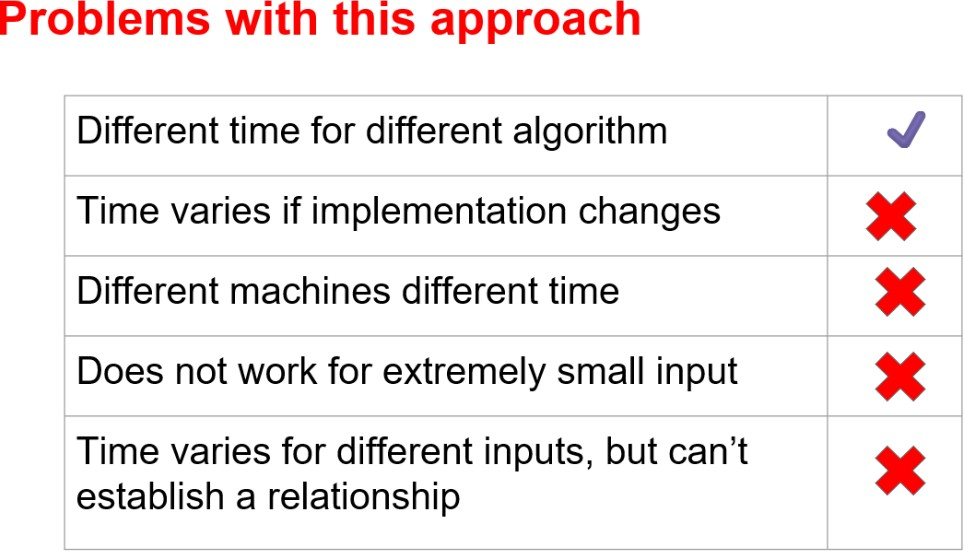 Problems with this approach
Different time for different algorithm
Time varies if implementation changes
Different machines different time
Does not work for extremely small input
Time varies for different inputs, but can’t
establish a relationship